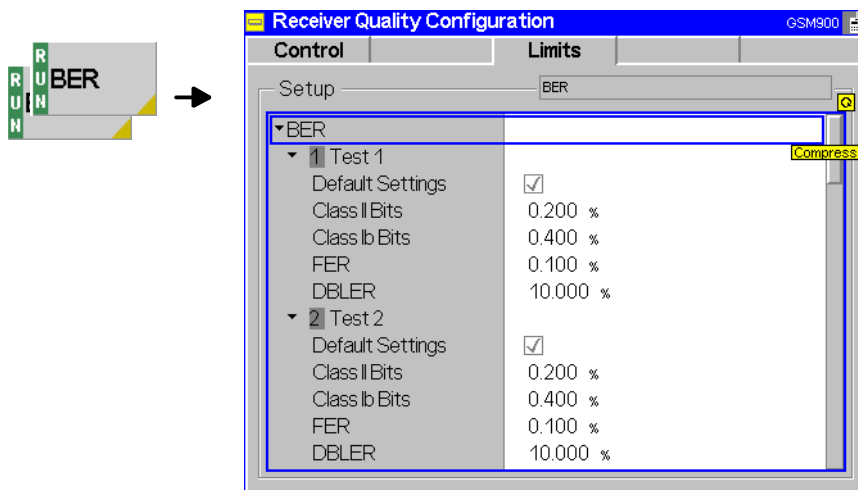 RUN
RUN BER
Receiver Quality Configuration GSM900
Control Limits
Setup BER
BER
Compress
1 Test 1
Default Settings
Class II Bits 0.200 %
Class Ib Bits 0.400 %
FER 0.100 %
DBLER 10.000 %
2 Test 2
Default Settings
Class II Bits 0.200 %
Class Ib Bits 0.400 %
FER 0.100 %
DBLER 10.000 %